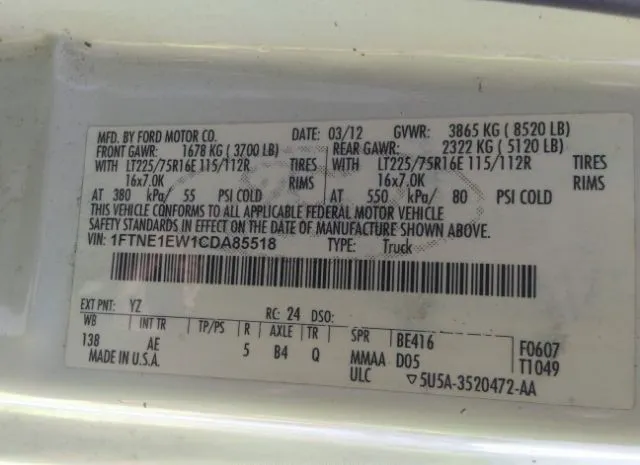 MFD. BY FORD MOTOR CO. DATE: 03/12 GVWR: 3865 KG ( 8520 LB)
FRONT GAWR: 1678 KG ( 3700 LB) REAR GAWR: 2322 KG ( 5120 LB)
WITH LT225/75R16E 115/112R TIRES WITH LT225/75R16E 115/112R TIRES
16x7.0K RIMS 16x7.0K RIMS
AT 380 kPa/ 55 PSI COLD AT 550 kPa/ 80 PSI COLD
THIS VEHICLE CONFORMS TO ALL APPLICABLE FEDERAL MOTOR VEHICLE
SAFETY STANDARDS IN EFFECT ON THE DATE OF MANUFACTURE SHOWN ABOVE.
VIN: 1FTNE1EW1CDA85518 TYPE: Truck
EXT PNT: YZ RC: 24 DSO:
WB INT TR TP/PS R AXLE TR SPR BE416 F0607
138 AE 5 B4 Q MMAA D05 T1049
MADE IN U.S.A. ULC 5U5A-3520472-AA